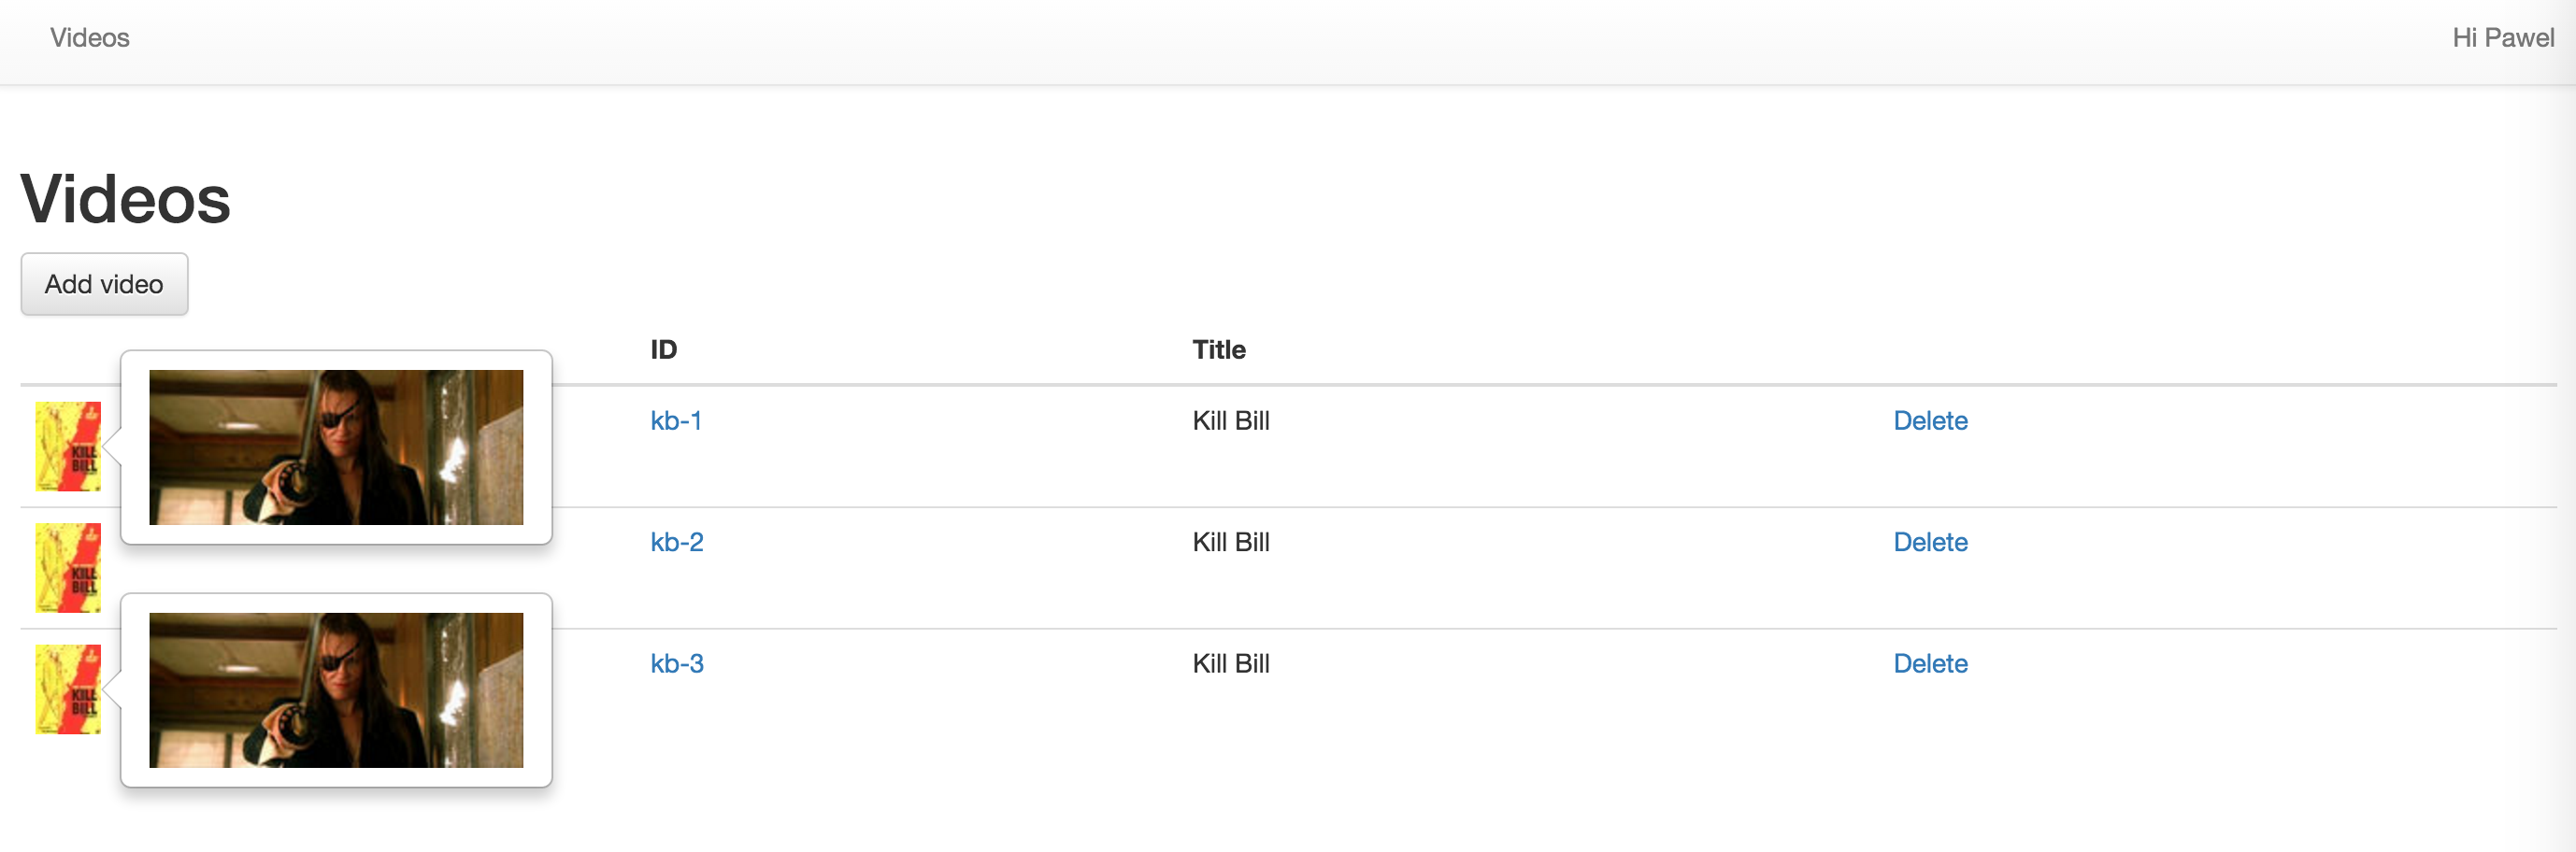 Videos
Hi Pawel
Videos
Add video
ID Title
KILL
BILL
kb-1 Kill Bill Delete
KILL
BILL
kb-2 Kill Bill Delete
KILL
BILL
kb-3 Kill Bill Delete